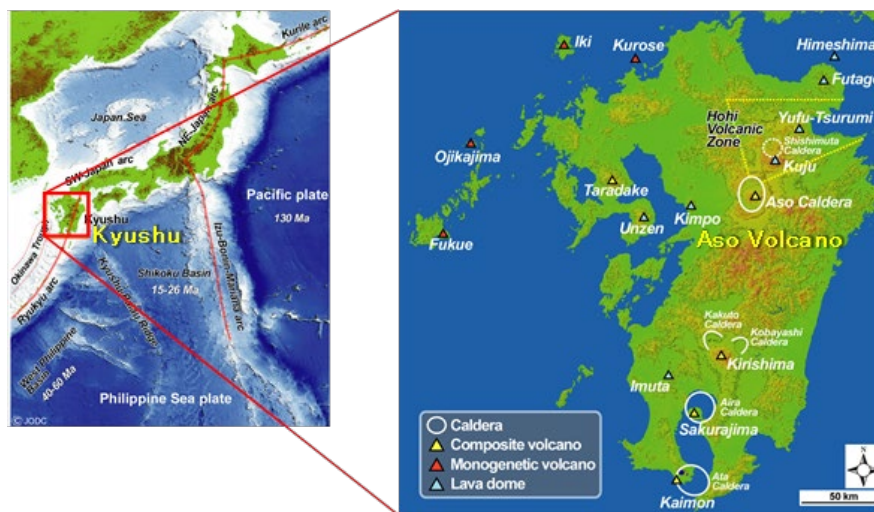 Kurile arc
Japan Sea
NE-Japan arc
SW-Japan arc
Pacific plate
130 Ma
Kyushu
Kyushu
Okinawa Trough
Izu-Bonin-Mariana arc
Shikoku Basin
15-26 Ma
Kyushu-Palau Ridge
Ryukyu arc
West Philippine
Basin
40-60 Ma
Philippine Sea plate
© JODC
Iki
Kurose
Himeshima
Futago
Hohi
Volcanic
Zone
Yufu-Tsurumi
Shishimuta
Caldera
Kuju
Ojikajima
Taradake
Aso Caldera
Kimpo
Unzen
Fukue
Aso Volcano
Kakuto
Caldera
Kobayashi
Caldera
Kirishima
Imuta
Aira
Caldera
Sakurajima
Ata
Caldera
Kaimon
Caldera
Composite volcano
Monogenetic volcano
Lava dome
N
50 km